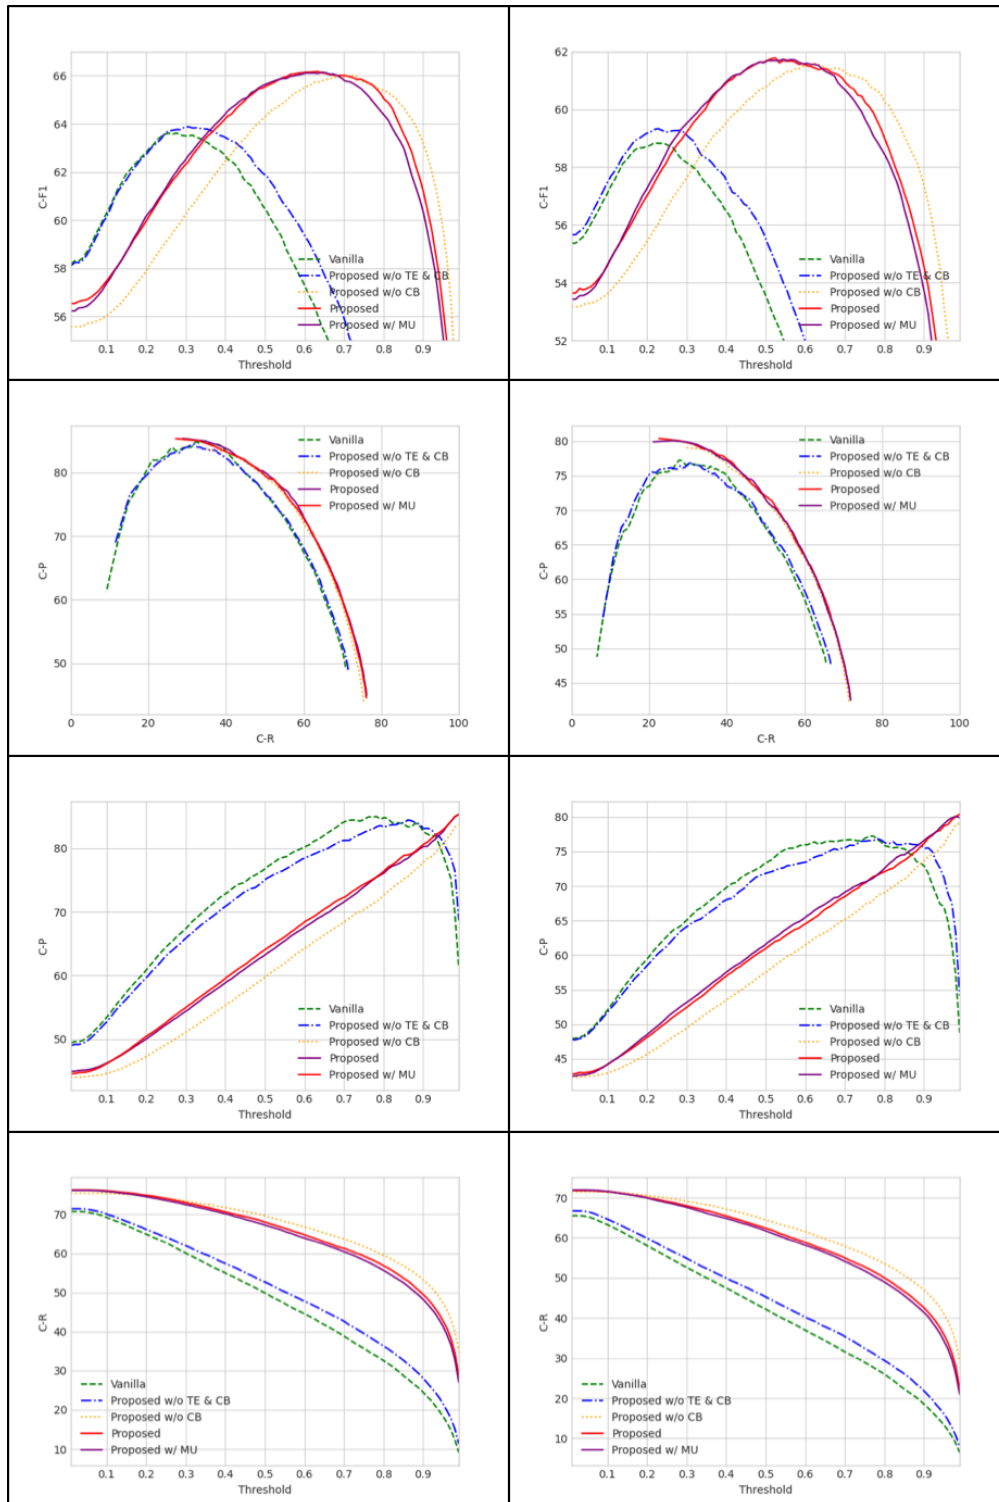 66
64
62
60
58
56
C-F1
Vanilla
Proposed w/o TE & CB
Proposed w/o CB
Proposed
Proposed w/ MU
0.1 0.2 0.3 0.4 0.5 0.6 0.7 0.8 0.9
Threshold
62
60
58
56
54
52
C-F1
Vanilla
Proposed w/o TE & CB
Proposed w/o CB
Proposed
Proposed w/ MU
0.1 0.2 0.3 0.4 0.5 0.6 0.7 0.8 0.9
Threshold
80
70
60
50
C-P
Vanilla
Proposed w/o TE & CB
Proposed w/o CB
Proposed
Proposed w/ MU
0 20 40 60 80 100
C-R
80
75
70
65
60
55
50
45
C-P
Vanilla
Proposed w/o TE & CB
Proposed w/o CB
Proposed
Proposed w/ MU
0 20 40 60 80 100
C-R
80
70
60
50
C-P
Vanilla
Proposed w/o TE & CB
Proposed w/o CB
Proposed
Proposed w/ MU
0.1 0.2 0.3 0.4 0.5 0.6 0.7 0.8 0.9
Threshold
80
75
70
65
60
55
50
45
C-P
Vanilla
Proposed w/o TE & CB
Proposed w/o CB
Proposed
Proposed w/ MU
0.1 0.2 0.3 0.4 0.5 0.6 0.7 0.8 0.9
Threshold
70
60
50
40
30
20
10
C-R
Vanilla
Proposed w/o TE & CB
Proposed w/o CB
Proposed
Proposed w/ MU
0.1 0.2 0.3 0.4 0.5 0.6 0.7 0.8 0.9
Threshold
70
60
50
40
30
20
10
C-R
Vanilla
Proposed w/o TE & CB
Proposed w/o CB
Proposed
Proposed w/ MU
0.1 0.2 0.3 0.4 0.5 0.6 0.7 0.8 0.9
Threshold